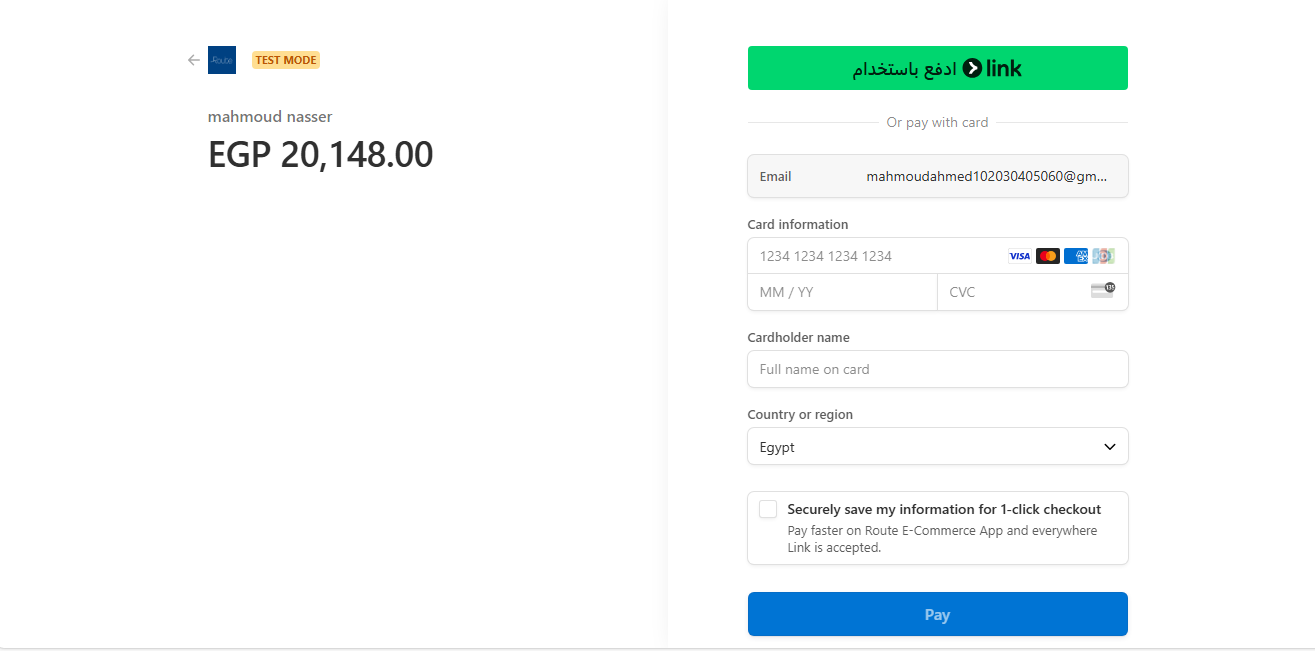 Route
TEST MODE
mahmoud nasser
EGP 20,148.00
ادفع باستخدام link
Or pay with card
Email mahmoudahmed102030405060@gm...
Card information
1234 1234 1234 1234 VISA
MM / YY CVC 135
Cardholder name
Full name on card
Country or region
Egypt
Securely save my information for 1-click checkout
Pay faster on Route E-Commerce App and everywhere
Link is accepted.
Pay